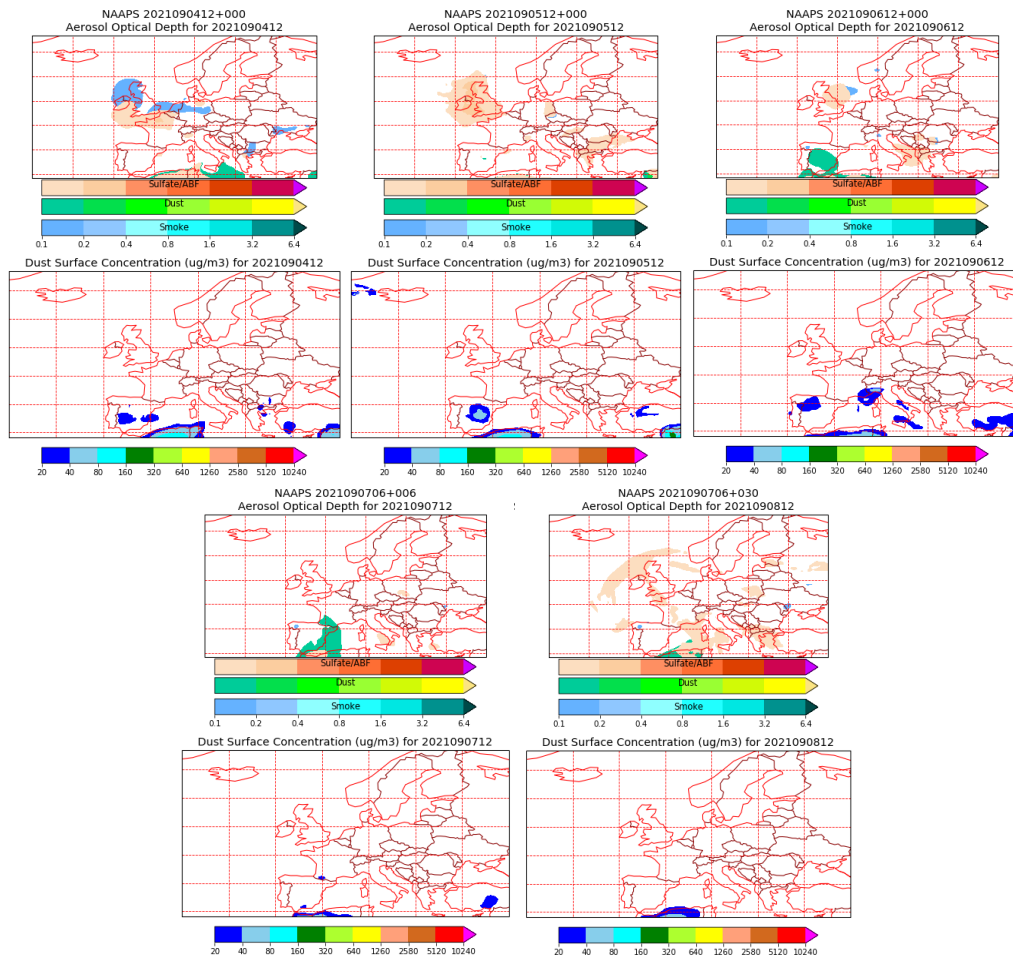 NAAPS 2021090412+000
Aerosol Optical Depth for 2021090412
Sulfate/ABF
Dust
Smoke
0.1 0.2 0.4 0.8 1.6 3.2 6.4
NAAPS 2021090512+000
Aerosol Optical Depth for 2021090512
Sulfate/ABF
Dust
Smoke
0.1 0.2 0.4 0.8 1.6 3.2 6.4
NAAPS 2021090612+000
Aerosol Optical Depth for 2021090612
Sulfate/ABF
Dust
Smoke
0.1 0.2 0.4 0.8 1.6 3.2 6.4
Dust Surface Concentration (ug/m3) for 2021090412
20 40 80 160 320 640 1260 2580 5120 10240
Dust Surface Concentration (ug/m3) for 2021090512
20 40 80 160 320 640 1260 2580 5120 10240
Dust Surface Concentration (ug/m3) for 2021090612
20 40 80 160 320 640 1260 2580 5120 10240
NAAPS 2021090706+006
Aerosol Optical Depth for 2021090712
Sulfate/ABF
Dust
Smoke
0.1 0.2 0.4 0.8 1.6 3.2 6.4
NAAPS 2021090706+030
Aerosol Optical Depth for 2021090812
Sulfate/ABF
Dust
Smoke
0.1 0.2 0.4 0.8 1.6 3.2 6.4
Dust Surface Concentration (ug/m3) for 2021090712
20 40 80 160 320 640 1260 2580 5120 10240
Dust Surface Concentration (ug/m3) for 2021090812
20 40 80 160 320 640 1260 2580 5120 10240